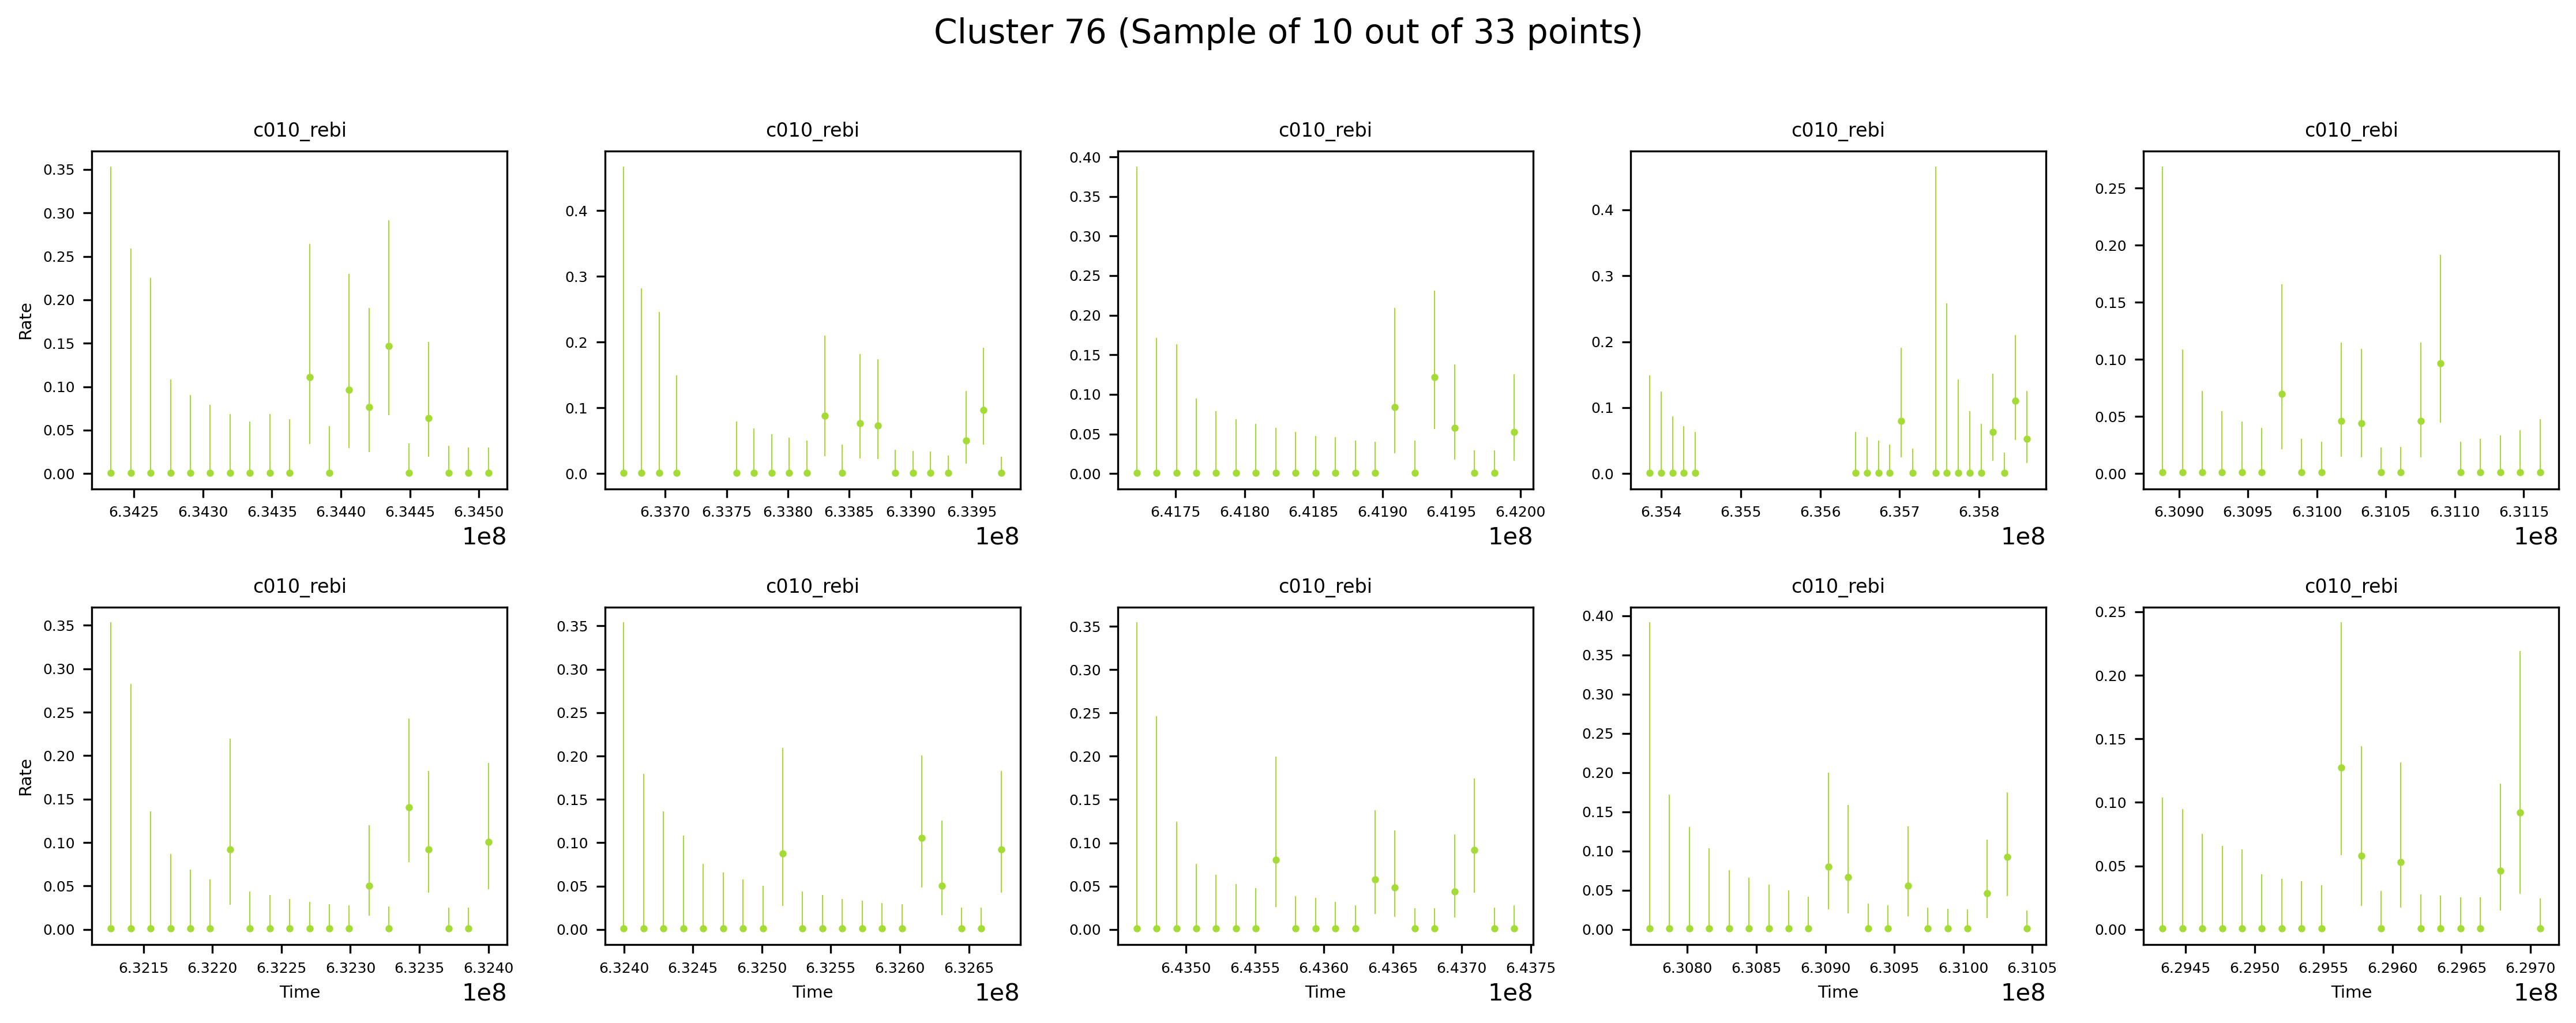 Cluster 76 (Sample of 10 out of 33 points)
c010_rebi c010_rebi c010_rebi c010_rebi c010_rebi
Rate
0.35 0.30 0.25 0.20 0.15 0.10 0.05 0.00
6.3425 6.3430 6.3435 6.3440 6.3445 6.3450
1e8
0.4 0.3 0.2 0.1 0.0
6.3370 6.3375 6.3380 6.3385 6.3390 6.3395
1e8
0.40 0.35 0.30 0.25 0.20 0.15 0.10 0.05 0.00
6.4175 6.4180 6.4185 6.4190 6.4195 6.4200
1e8
0.4 0.3 0.2 0.1 0.0
6.354 6.355 6.356 6.357 6.358
1e8
0.25 0.20 0.15 0.10 0.05 0.00
6.3090 6.3095 6.3100 6.3105 6.3110 6.3115
1e8
c010_rebi c010_rebi c010_rebi c010_rebi c010_rebi
Rate
0.35 0.30 0.25 0.20 0.15 0.10 0.05 0.00
6.3215 6.3220 6.3225 6.3230 6.3235 6.3240
Time 1e8
0.35 0.30 0.25 0.20 0.15 0.10 0.05 0.00
6.3240 6.3245 6.3250 6.3255 6.3260 6.3265
Time 1e8
0.35 0.30 0.25 0.20 0.15 0.10 0.05 0.00
6.4350 6.4355 6.4360 6.4365 6.4370 6.4375
Time 1e8
0.40 0.35 0.30 0.25 0.20 0.15 0.10 0.05 0.00
6.3080 6.3085 6.3090 6.3095 6.3100 6.3105
Time 1e8
0.25 0.20 0.15 0.10 0.05 0.00
6.2945 6.2950 6.2955 6.2960 6.2965 6.2970
Time 1e8